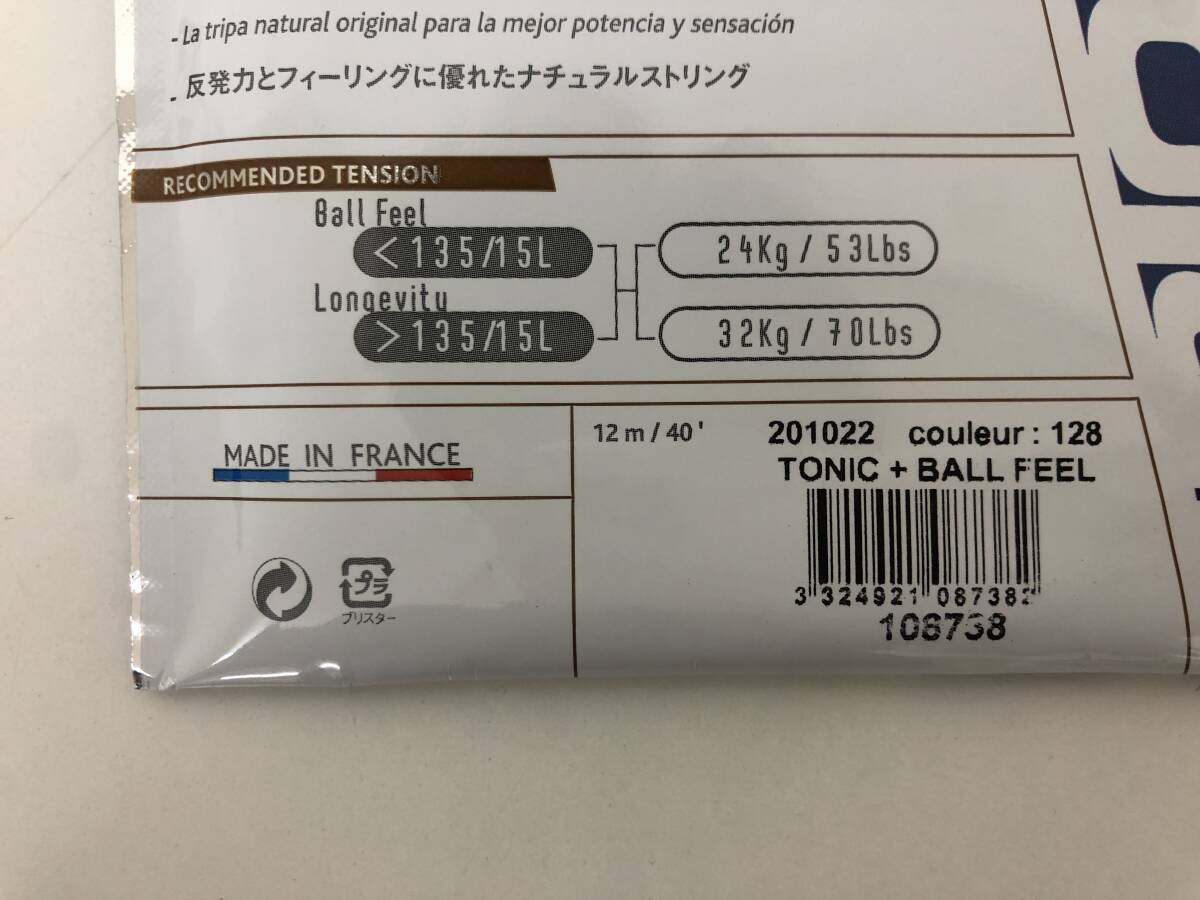 - La tripa natural original para la mejor potencia y sensación
- 反発力とフィーリングに優れたナチュラルストリング
RECOMMENDED TENSION
Ball Feel
< 135/15L
24Kg / 53Lbs
Longevity
> 135/15L
32Kg / 70Lbs
MADE IN FRANCE
12 m / 40 '
201022 couleur : 128
TONIC + BALL FEEL
3 324921 087382
108738
プラ
ブリスター